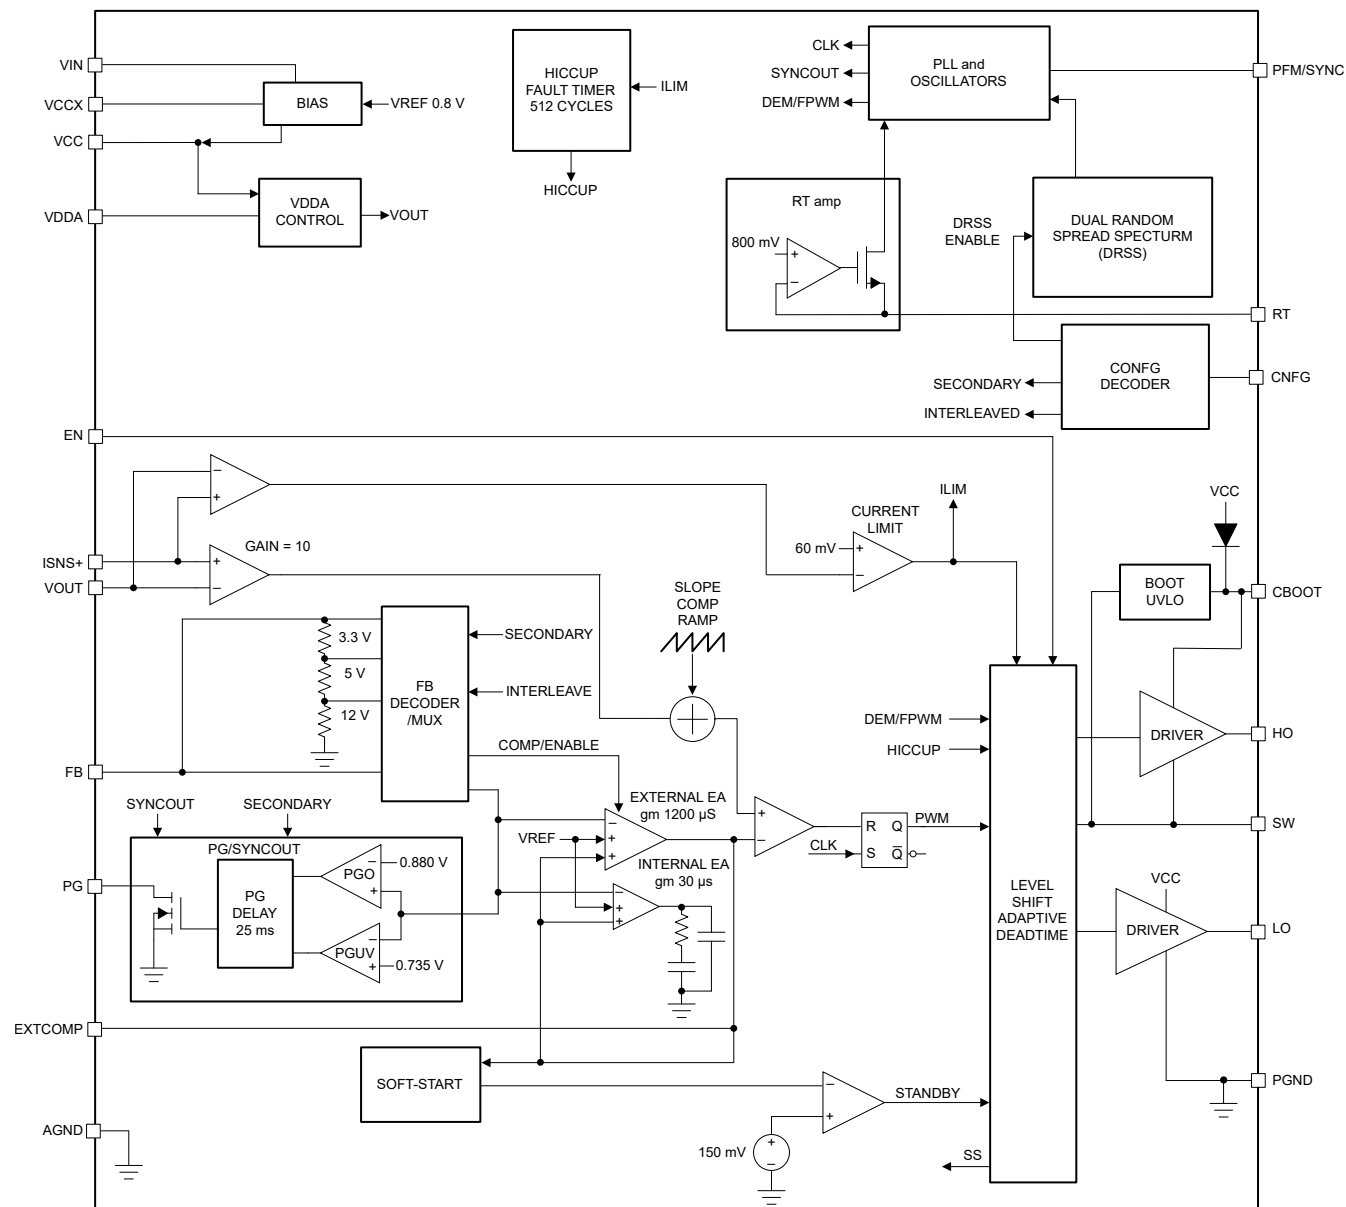 VIN
VCCX
VCC
VDDA
BIAS
VREF 0.8 V
VDDA
CONTROL
VOUT
HICCUP
FAULT TIMER
512 CYCLES
ILIM
HICCUP
CLK
SYNCOUT
DEM/FPWM
PLL and
OSCILLATORS
PFM/SYNC
RT amp
800 mV
+
−
DRSS
ENABLE
DUAL RANDOM
SPREAD SPECTURM
(DRSS)
RT
CONFG
DECODER
CNFG
SECONDARY
INTERLEAVED
EN
−
+
ISNS+
VOUT
GAIN = 10
+
−
CURRENT
LIMIT
60 mV
+
−
ILIM
VCC
BOOT
UVLO
CBOOT
SLOPE
COMP
RAMP
3.3 V
5 V
12 V
FB
DECODER
/MUX
SECONDARY
INTERLEAVE
COMP/ENABLE
FB
DEM/FPWM
HICCUP
DRIVER
HO
SW
SYNCOUT
SECONDARY
PG/SYNCOUT
PG
PG
DELAY
25 ms
PGO
−
+
0.880 V
PGUV
−
+
0.735 V
EXTERNAL EA
gm 1200 µS
VREF
−
+
+
INTERNAL EA
gm 30 µs
−
+
+
+
−
CLK
R
Q
S
Q
PWM
LEVEL
SHIFT
ADAPTIVE
DEADTIME
VCC
DRIVER
LO
EXTCOMP
SOFT-START
−
+
STANDBY
150 mV
+
−
SS
PGND
AGND